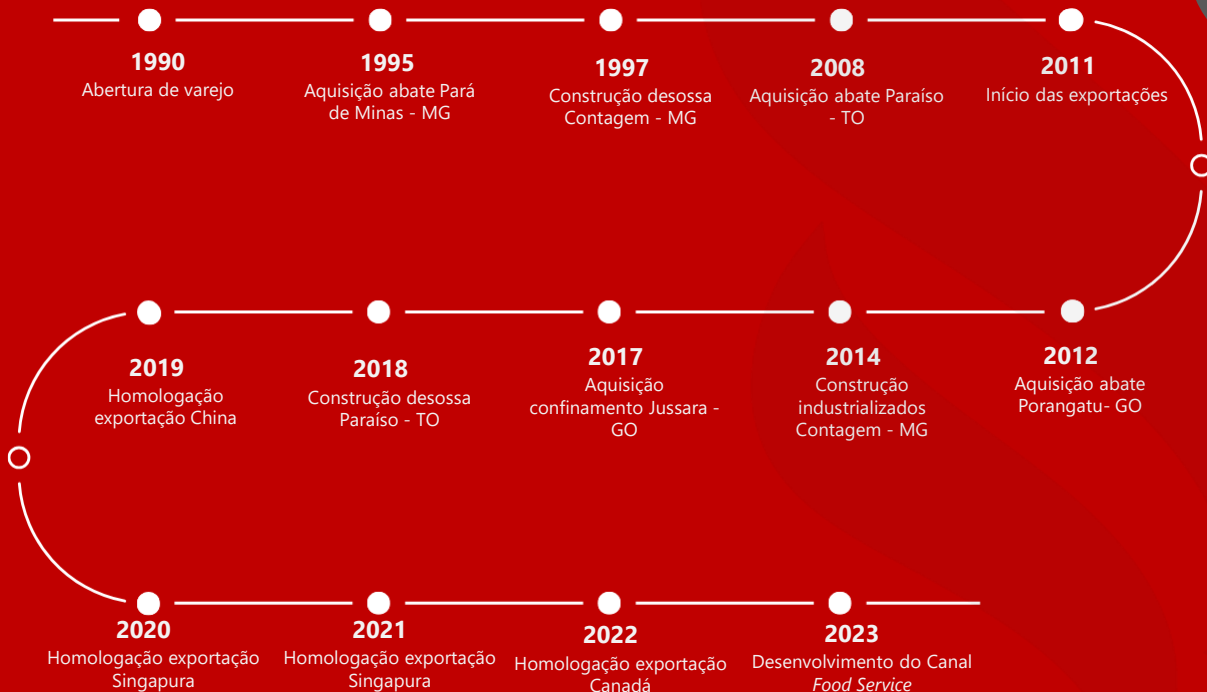 1990
Abertura de varejo
1995
Aquisição abate Pará
de Minas - MG
1997
Construção desossa
Contagem - MG
2008
Aquisição abate Paraíso
- TO
2011
Início das exportações
2019
Homologação
exportação China
2018
Construção desossa
Paraíso - TO
2017
Aquisição
confinamento Jussara -
GO
2014
Construção
industrializados
Contagem - MG
2012
Aquisição abate
Porangatu- GO
2020
Homologação exportação
Singapura
2021
Homologação exportação
Singapura
2022
Homologação exportação
Canadá
2023
Desenvolvimento do Canal
Food Service